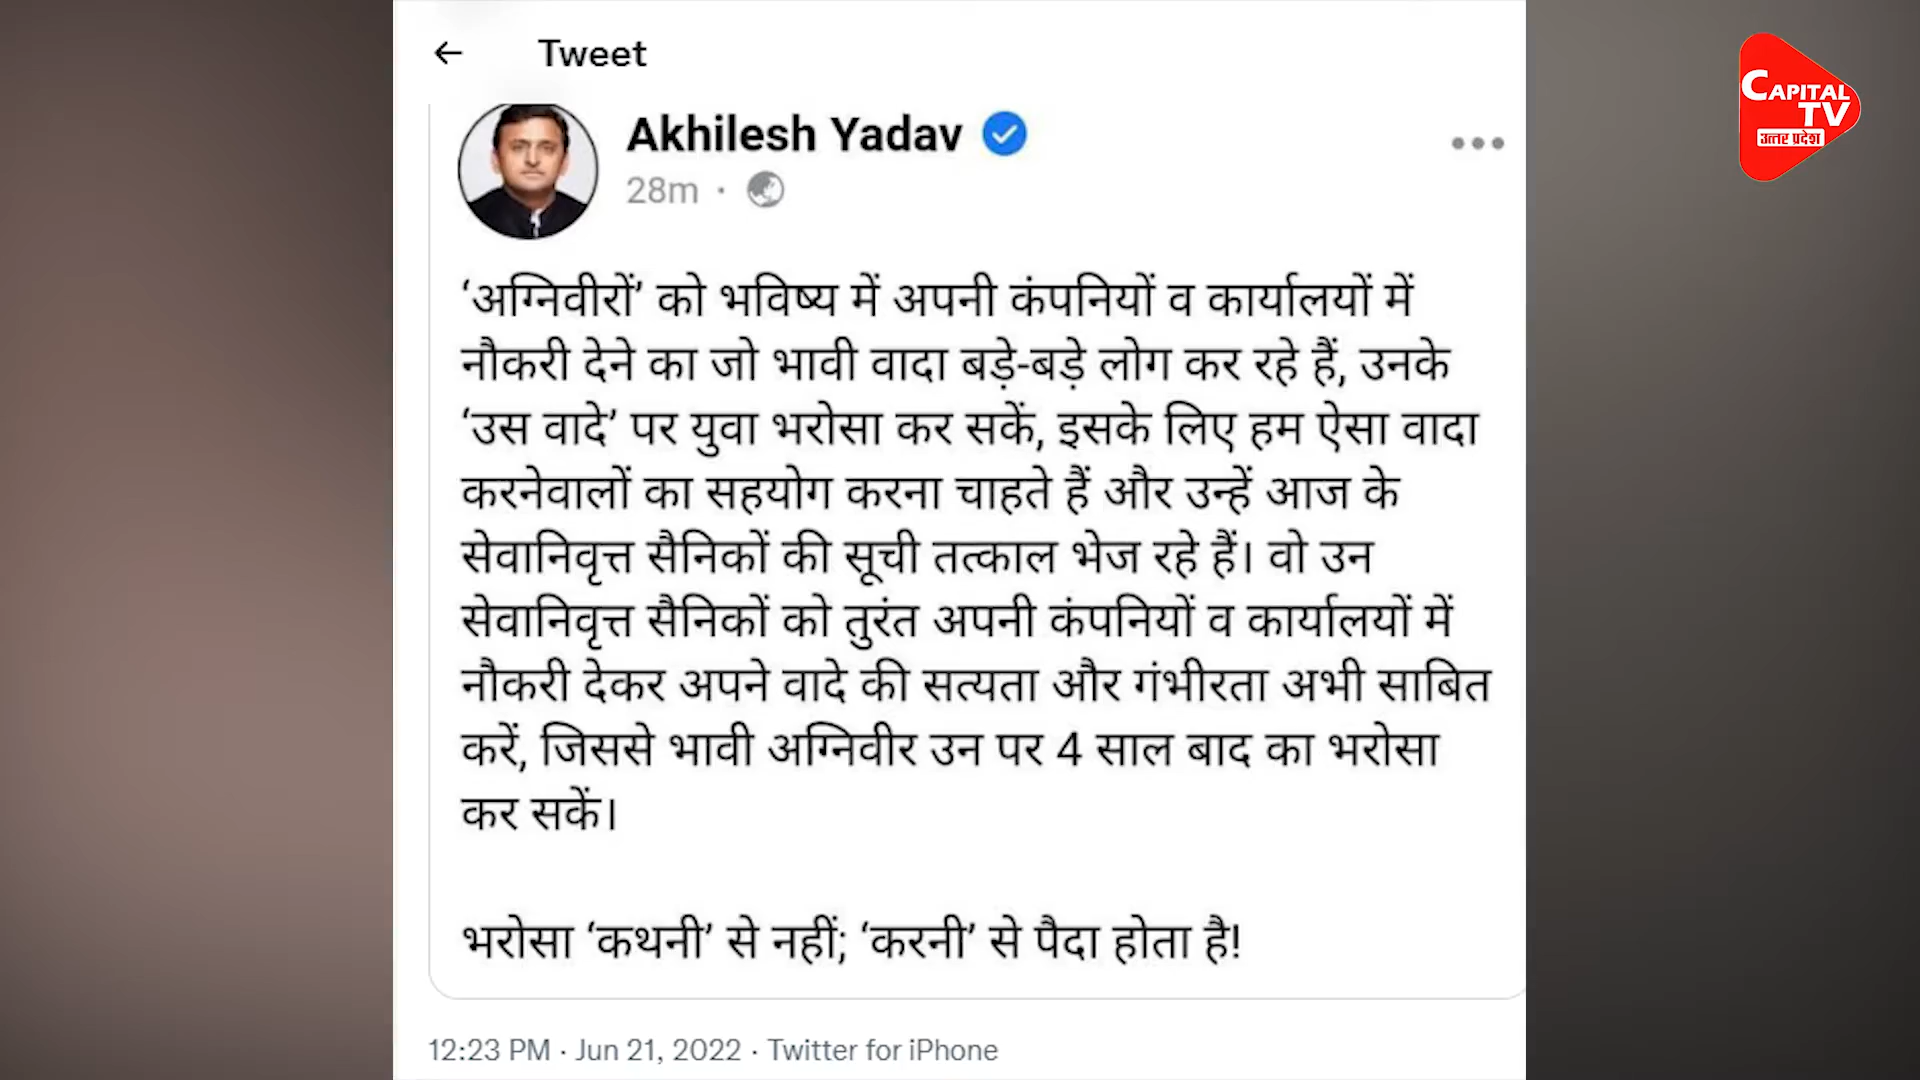 Tweet
CAPITAL
TV
उत्तर प्रदेश
Akhilesh Yadav
28m ·
‘अग्निवीरों’ को भविष्य में अपनी कंपनियों व कार्यालयों में
नौकरी देने का जो भावी वादा बड़े-बड़े लोग कर रहे हैं, उनके
‘उस वादे’ पर युवा भरोसा कर सकें, इसके लिए हम ऐसा वादा
करनेवालों का सहयोग करना चाहते हैं और उन्हें आज के
सेवानिवृत्त सैनिकों की सूची तत्काल भेज रहे हैं। वो उन
सेवानिवृत्त सैनिकों को तुरंत अपनी कंपनियों व कार्यालयों में
नौकरी देकर अपने वादे की सत्यता और गंभीरता अभी साबित
करें, जिससे भावी अग्निवीर उन पर 4 साल बाद का भरोसा
कर सकें।
भरोसा ‘कथनी’ से नहीं; ‘करनी’ से पैदा होता है!
12:23 PM · Jun 21, 2022 · Twitter for iPhone